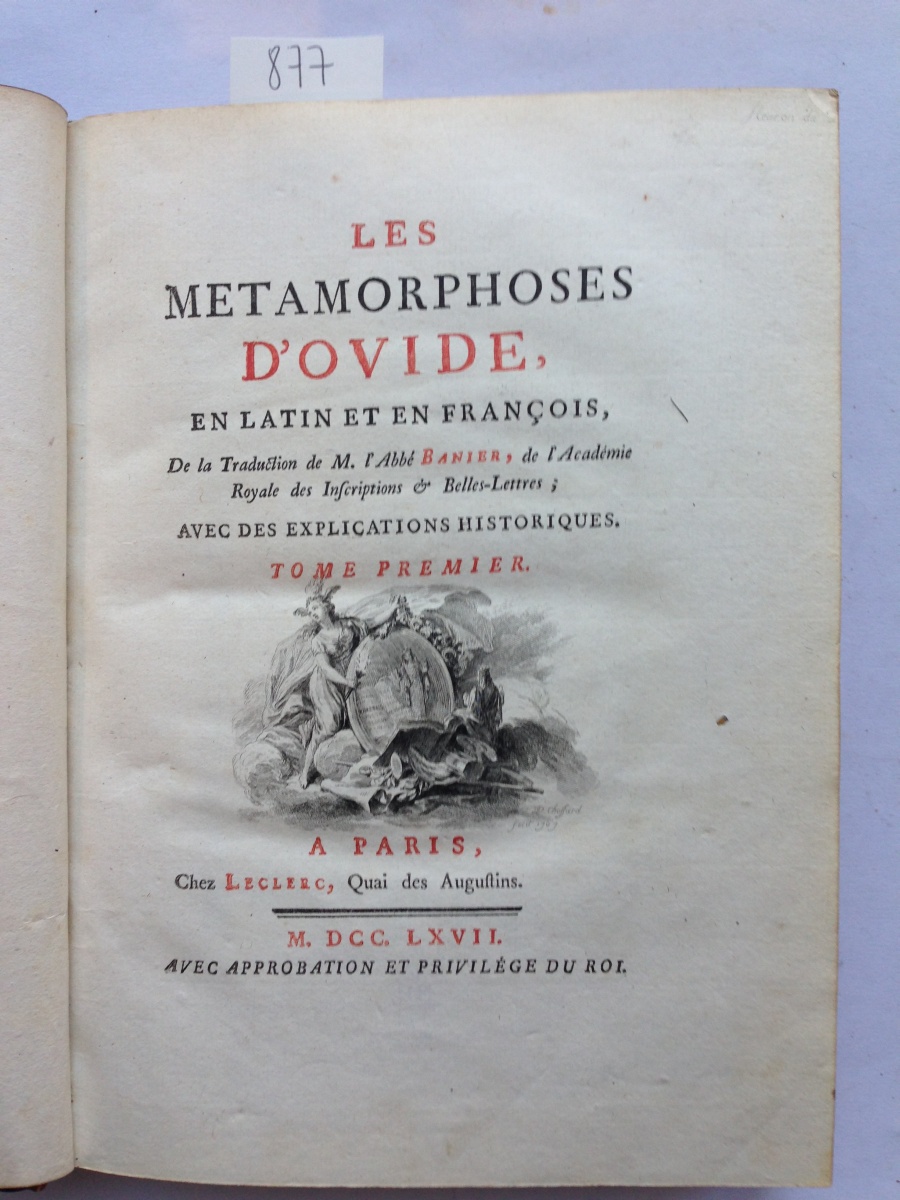 877
LES
METAMORPHOSES
D'OVIDE,
EN LATIN ET EN FRANÇOIS,
De la Traduction de M. l'Abbé BANIER, de l'Académie
Royale des Inſcriptions & Belles-Lettres ;
AVEC DES EXPLICATIONS HISTORIQUES.
TOME PREMIER.
A PARIS,
Chez LECLERC, Quai des Auguſtins.
M. DCC. LXVII.
AVEC APPROBATION ET PRIVILÉGE DU ROI.